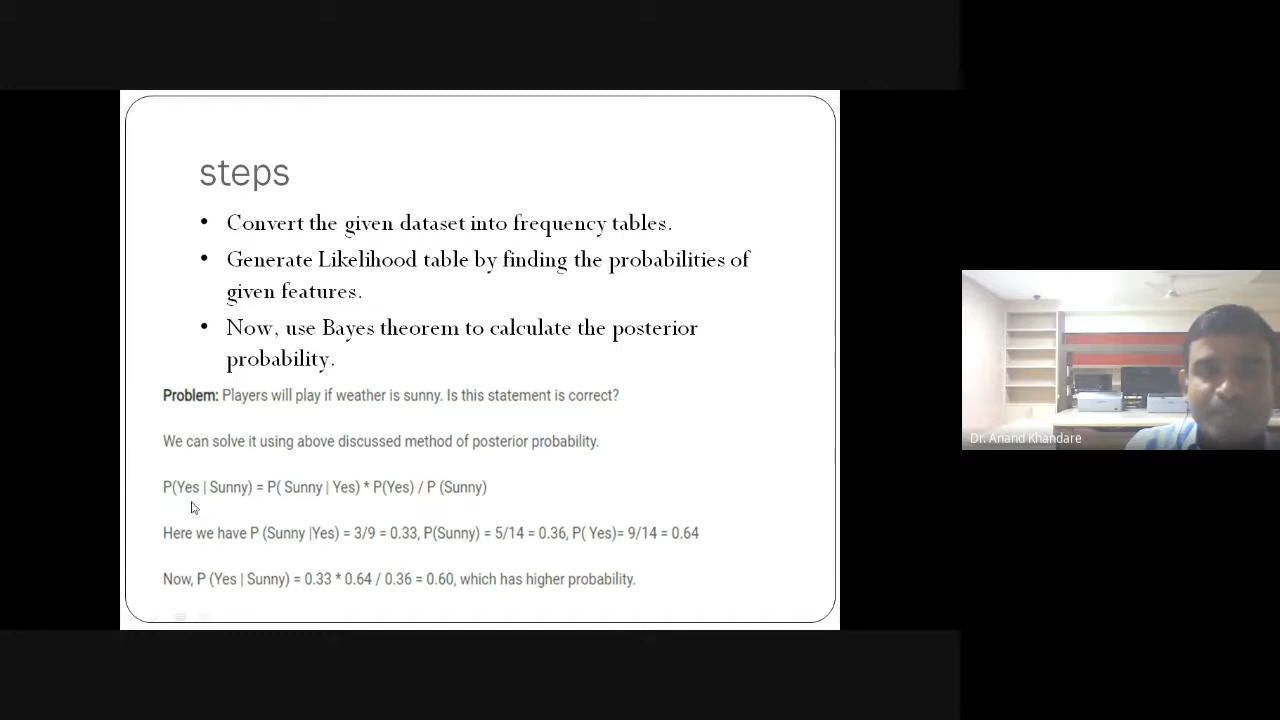 steps
• Convert the given dataset into frequency tables.
• Generate Likelihood table by finding the probabilities of
given features.
• Now, use Bayes theorem to calculate the posterior
probability.
Problem: Players will play if weather is sunny. Is this statement is correct?
We can solve it using above discussed method of posterior probability.
P(Yes | Sunny) = P( Sunny | Yes) * P(Yes) / P (Sunny)
Here we have P (Sunny |Yes) = 3/9 = 0.33, P(Sunny) = 5/14 = 0.36, P( Yes)= 9/14 = 0.64
Now, P (Yes | Sunny) = 0.33 * 0.64 / 0.36 = 0.60, which has higher probability.
Dr. Anand Khandare